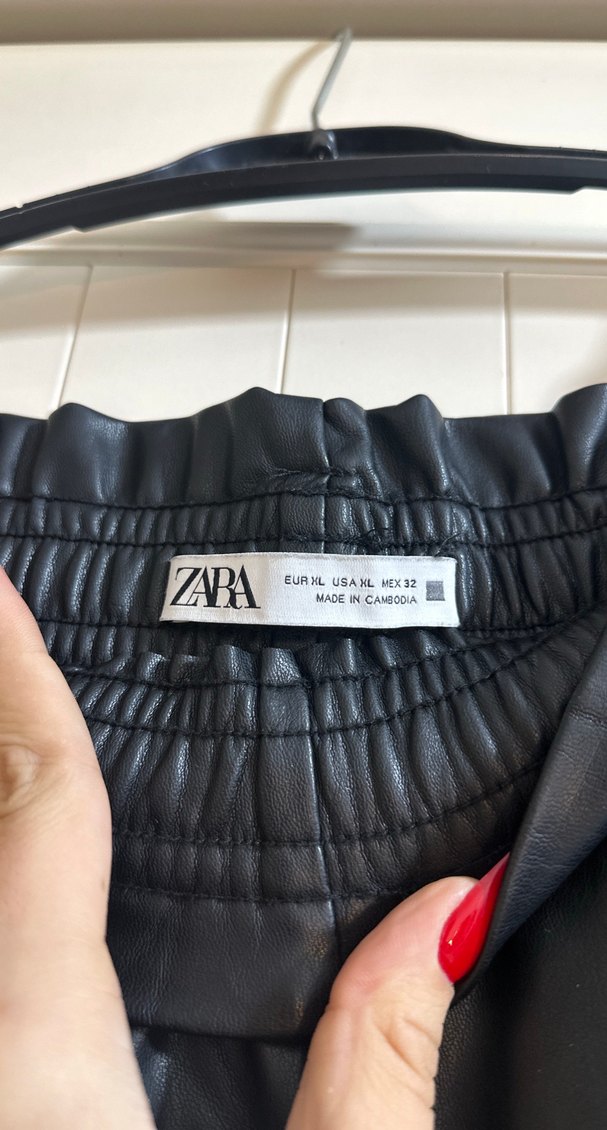 ZARA
EUR XL USA XL MEX 32
MADE IN CAMBODIA